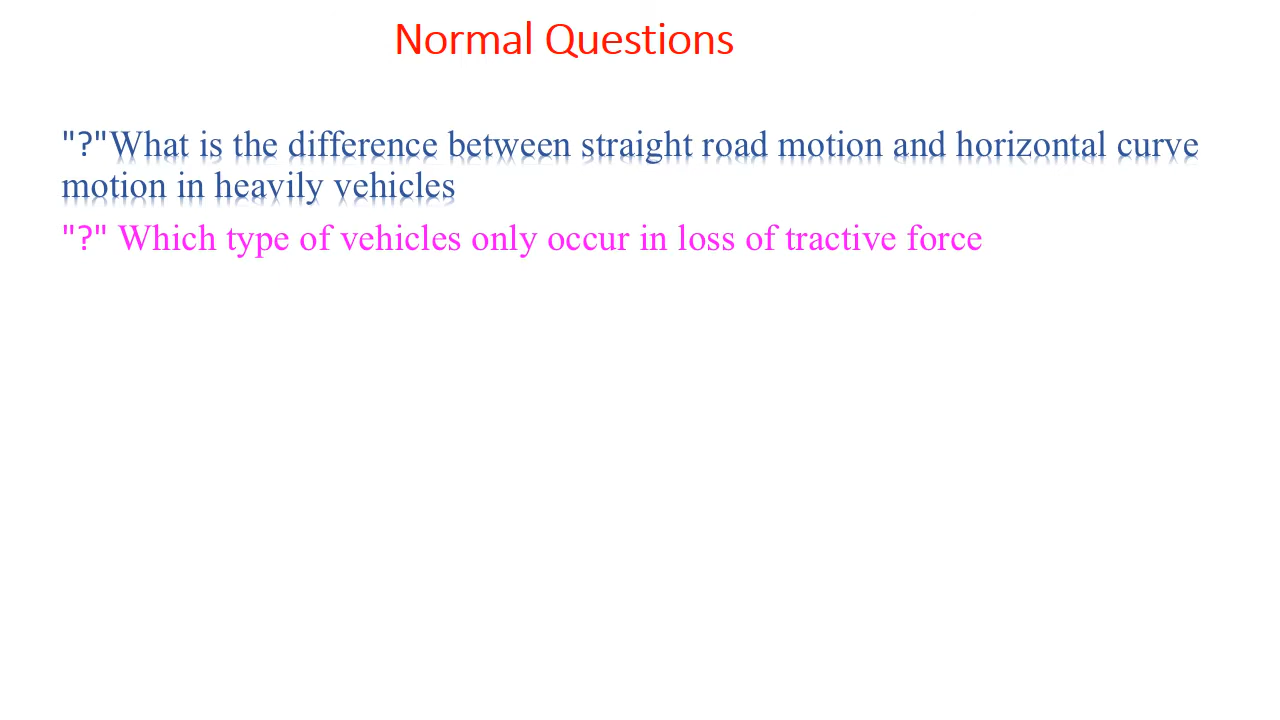 Normal Questions
"?"What is the difference between straight road motion and horizontal curve
motion in heavily vehicles
"?" Which type of vehicles only occur in loss of tractive force